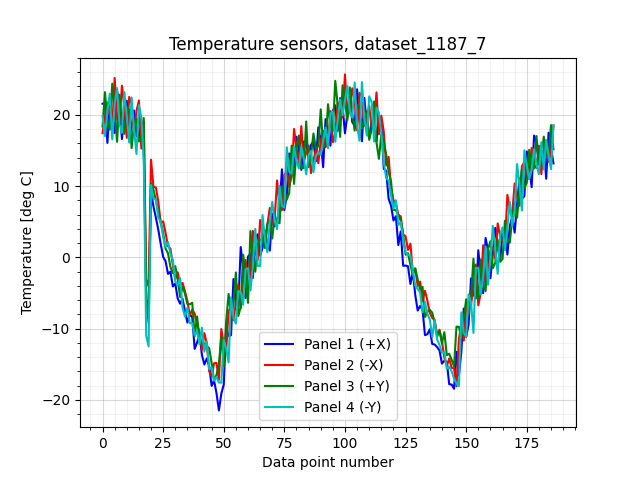 Temperature sensors, dataset_1187_7
Temperature [deg C]
20
10
0
−10
−20
Panel 1 (+X)
Panel 2 (-X)
Panel 3 (+Y)
Panel 4 (-Y)
0 25 50 75 100 125 150 175
Data point number